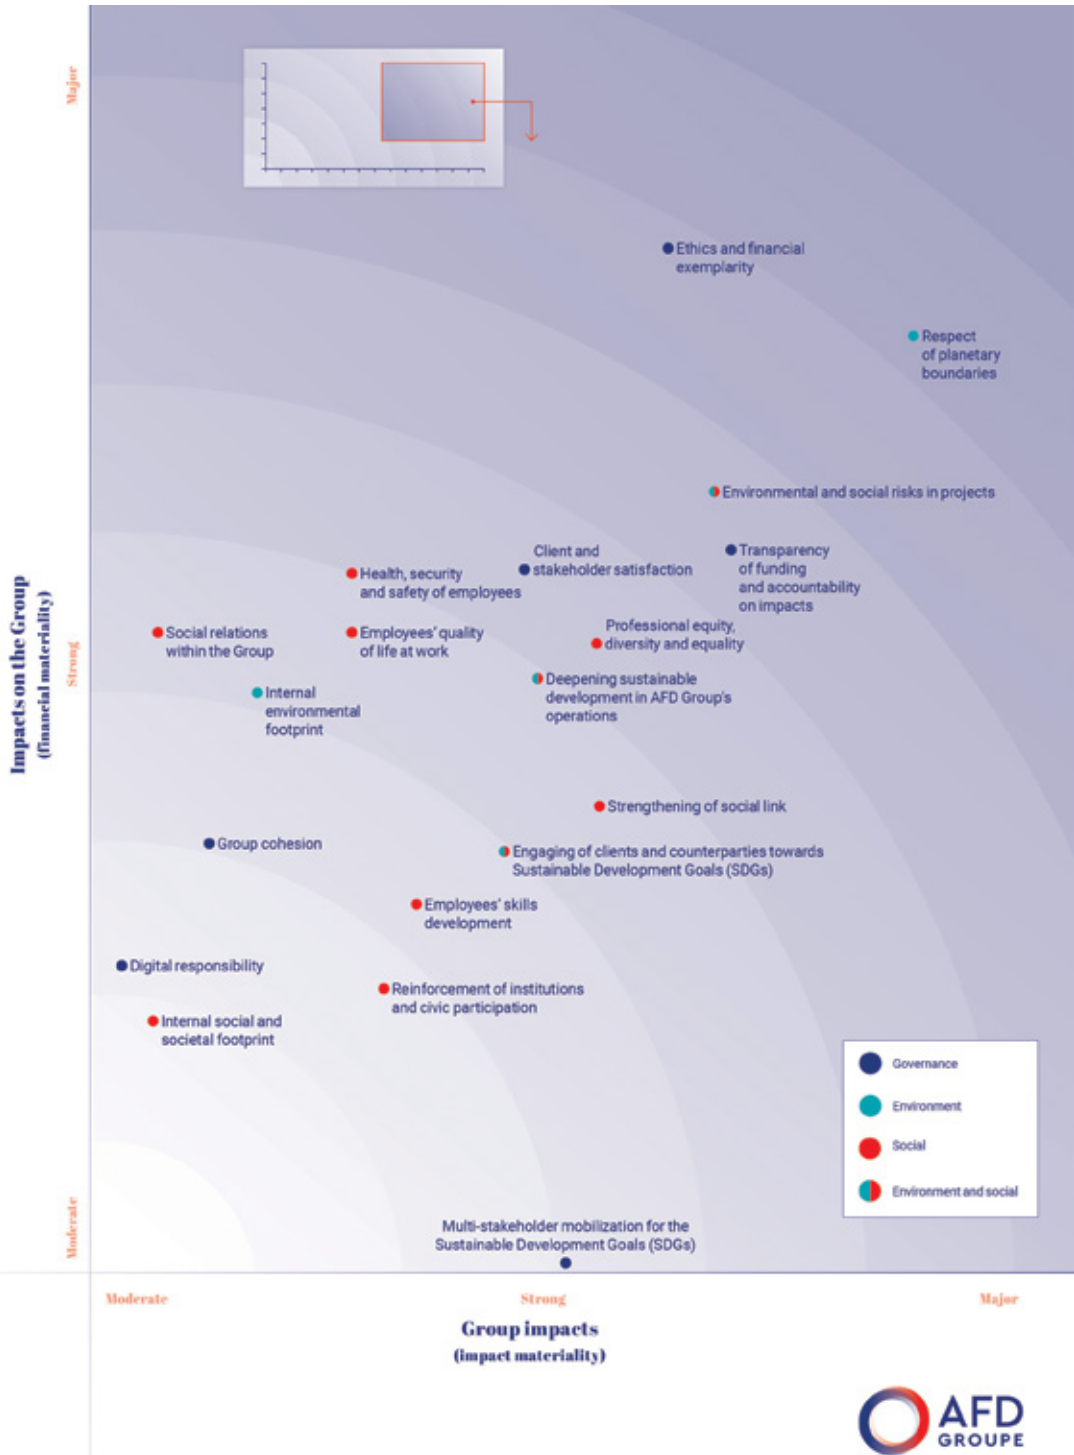 Major
Ethics and financial
exemplarity
Respect
of planetary
boundaries
Environmental and social risks in projects
Transparency
of funding
and accountability
on impacts
Client and
stakeholder satisfaction
Health, security
and safety of employees
Professional equity,
diversity and equality
Social relations
within the Group
Employees' quality
of life at work
Impacts on the Group
(financial materiality)
Strong
Deepening sustainable
development in AFD Group's
operations
Internal
environmental
footprint
Strengthening of social link
Group cohesion
Engaging of clients and counterparties towards
Sustainable Development Goals (SDGs)
Employees' skills
development
Digital responsibility
Reinforcement of institutions
and civic participation
Internal social and
societal footprint
Governance
Environment
Social
Environment and social
Moderate
Multi-stakeholder mobilization for the
Sustainable Development Goals (SDGs)
Moderate
Strong
Major
Group impacts
(impact materiality)
AFD
GROUPE